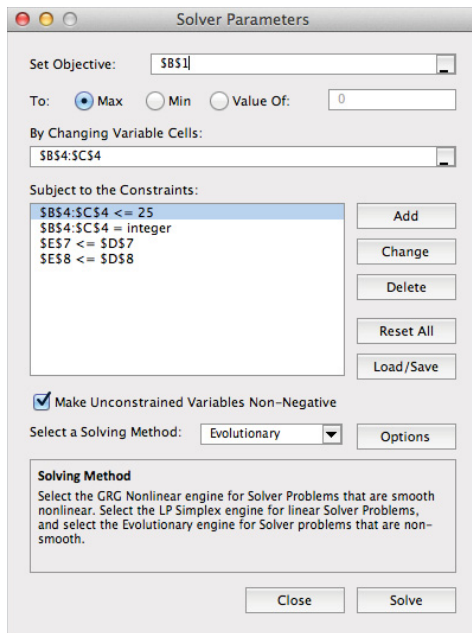 Solver Parameters
Set Objective: $B$1
To: Max Min Value Of: 0
By Changing Variable Cells:
$B$4:$C$4
Subject to the Constraints:
$B$4:$C$4 <= 25
$B$4:$C$4 = integer
$E$7 <= $D$7
$E$8 <= $D$8
Add
Change
Delete
Reset All
Load/Save
Make Unconstrained Variables Non-Negative
Select a Solving Method: Evolutionary Options
Solving Method
Select the GRG Nonlinear engine for Solver Problems that are smooth
nonlinear. Select the LP Simplex engine for linear Solver Problems,
and select the Evolutionary engine for Solver problems that are non-
smooth.
Close Solve